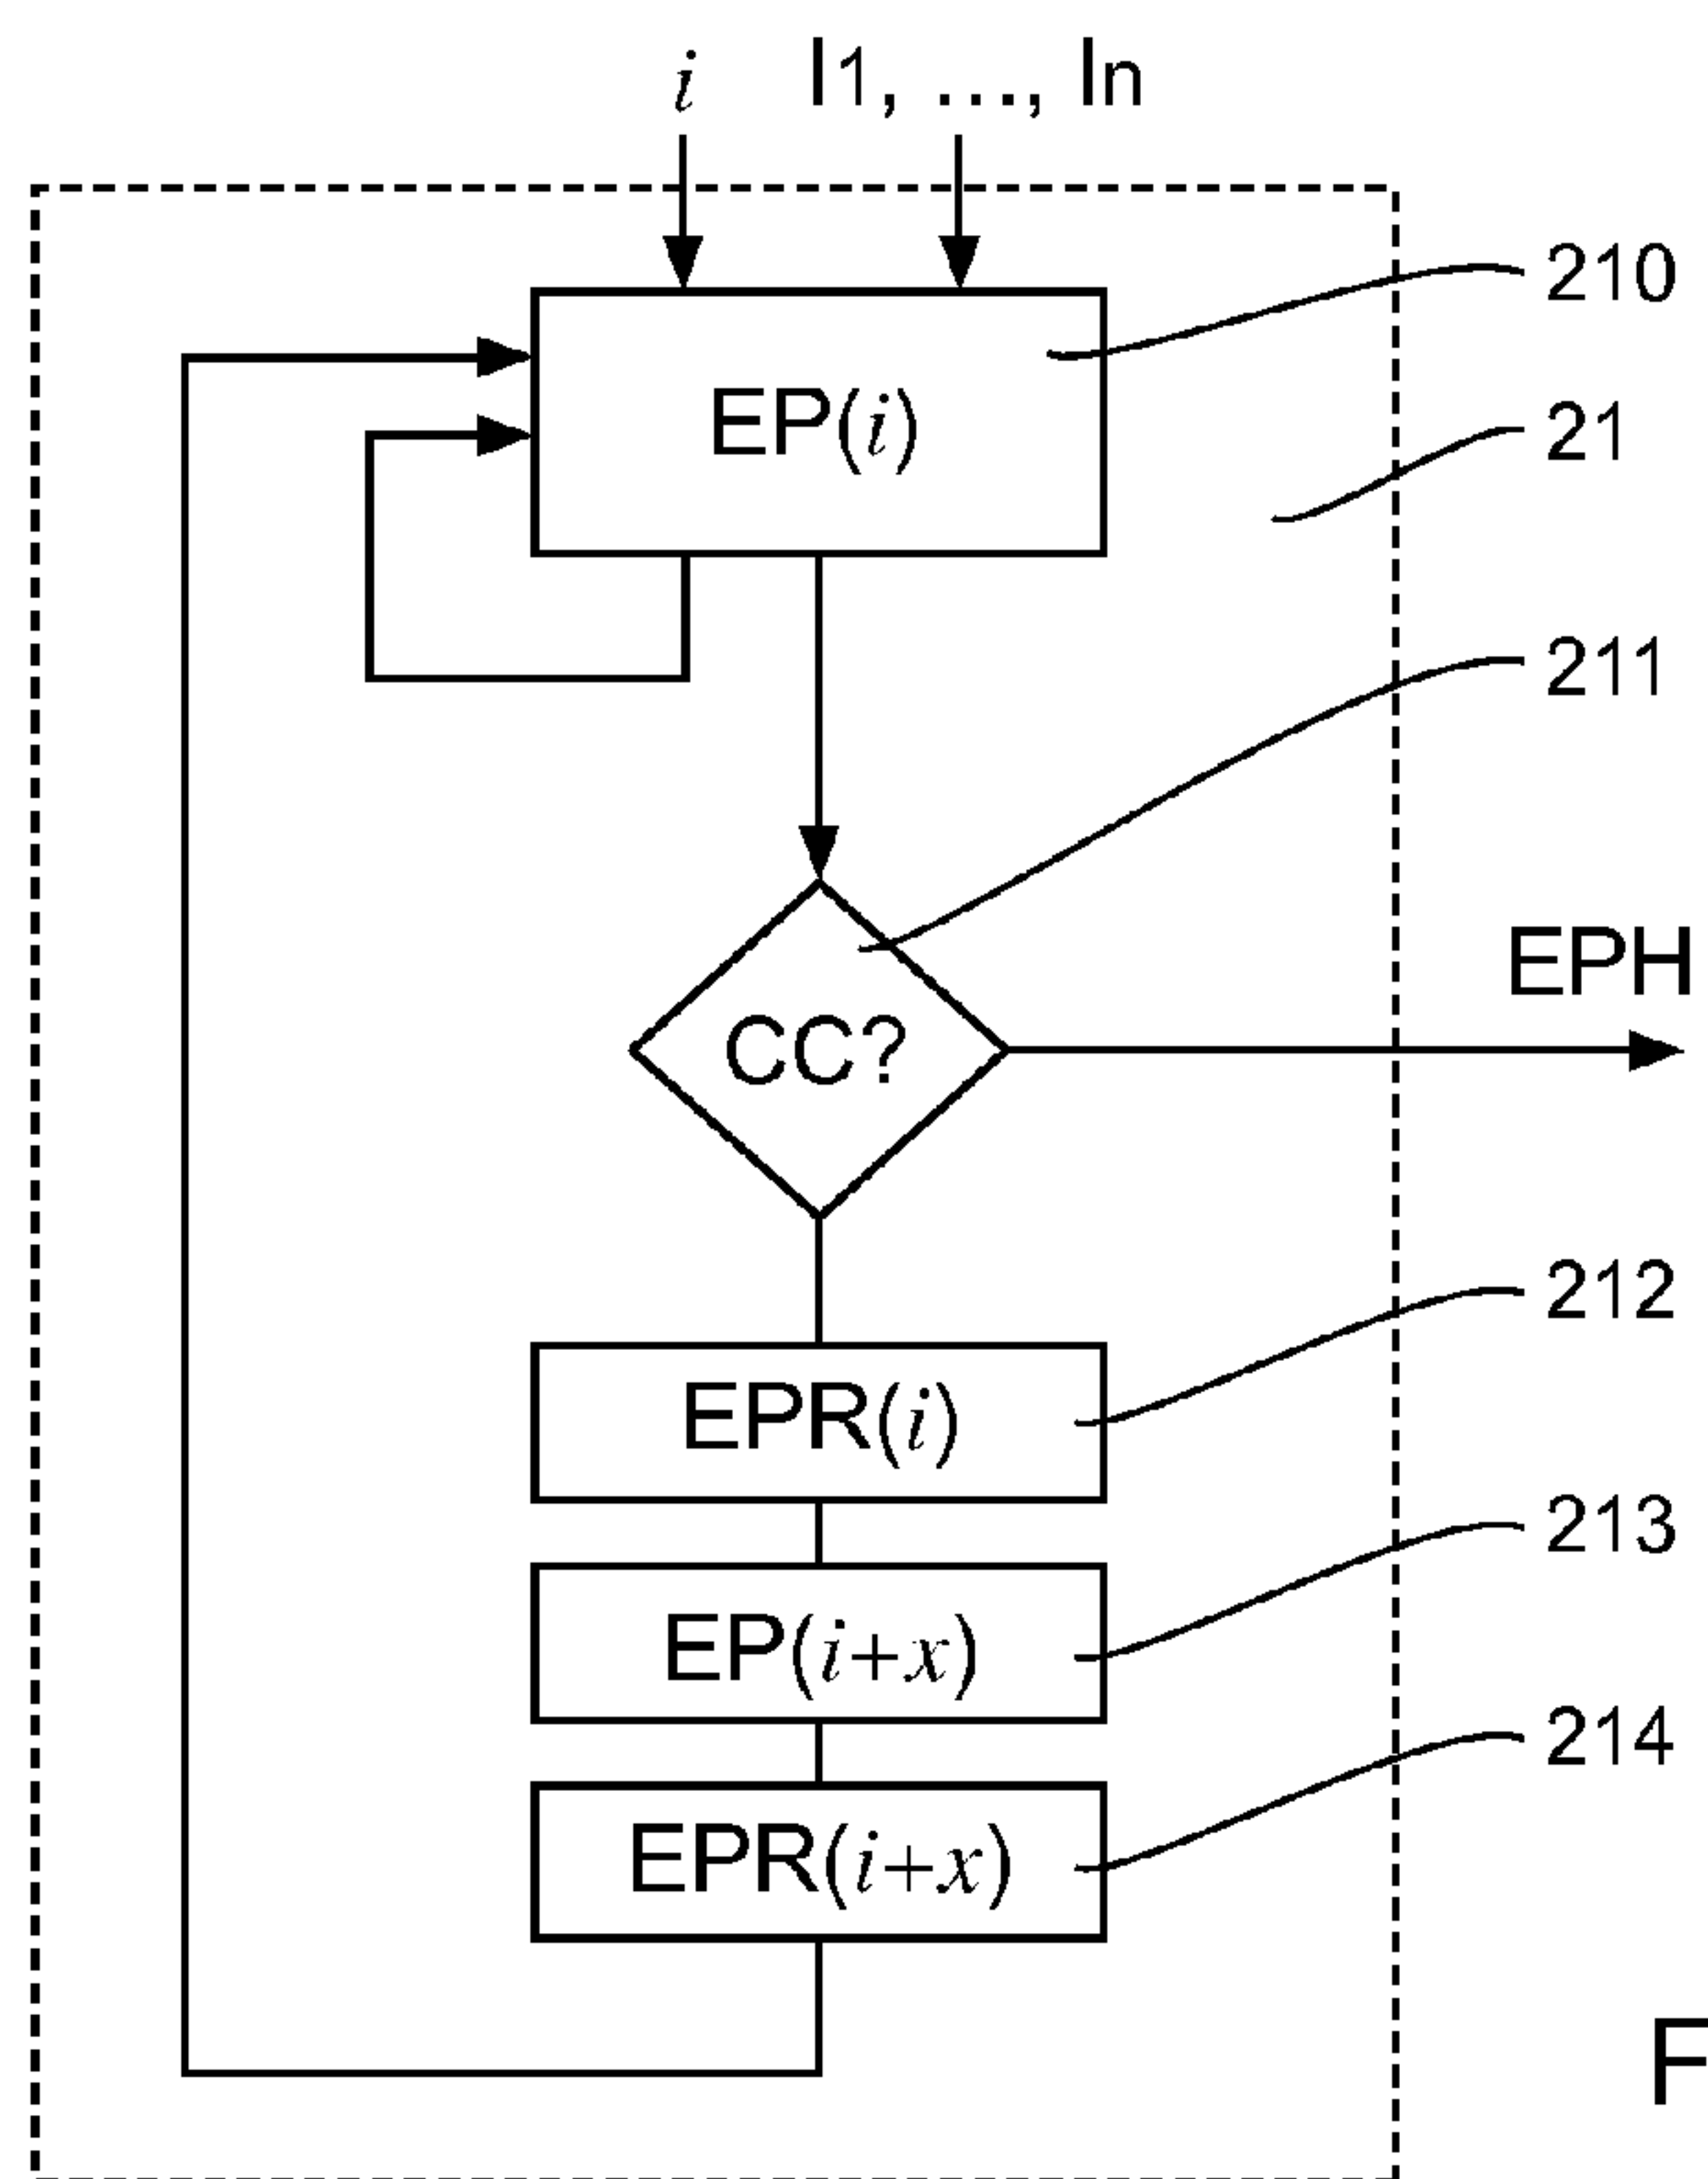 i I1, ..., In
210
EP(i)
21
211
EPH
CC?
212
EPR(i)
213
EP(i+x)
214
EPR(i+x)
F